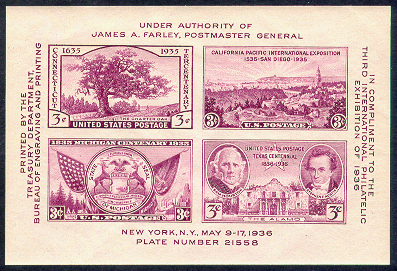 UNDER AUTHORITY OF
JAMES A. FARLEY, POSTMASTER GENERAL
PRINTED BY THE
TREASURY DEPARTMENT,
BUREAU OF ENGRAVING AND PRINTING
1635 1935
CONNECTICUT
TERCENTENARY
THE CHARTER OAK
3¢ 3¢
UNITED STATES POSTAGE
CALIFORNIA PACIFIC INTERNATIONAL EXPOSITION
1535-SAN DIEGO-1935
3 3
U.S. POSTAGE
1835 MICHIGAN CENTENARY 1935
STATE
MICHIGAN
3¢ 3¢
U.S. POSTAGE
UNITED STATES POSTAGE
TEXAS CENTENNIAL
1836-1936
3¢ 3¢
THE ALAMO
IN COMPLIMENT TO THE
THIRD INTERNATIONAL PHILATELIC
EXHIBITION OF 1936
NEW YORK, N.Y., MAY 9-17, 1936
PLATE NUMBER 21558